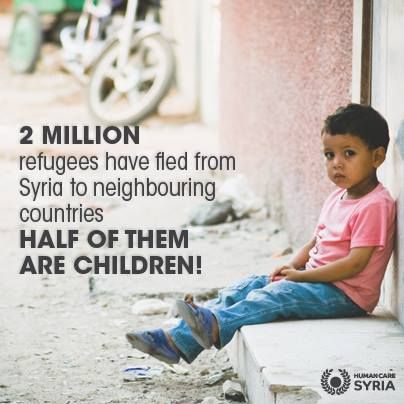 2 MILLION
refugees have fled from
Syria to neighbouring
countries
HALF OF THEM
ARE CHILDREN!
HUMAN CARE
SYRIA